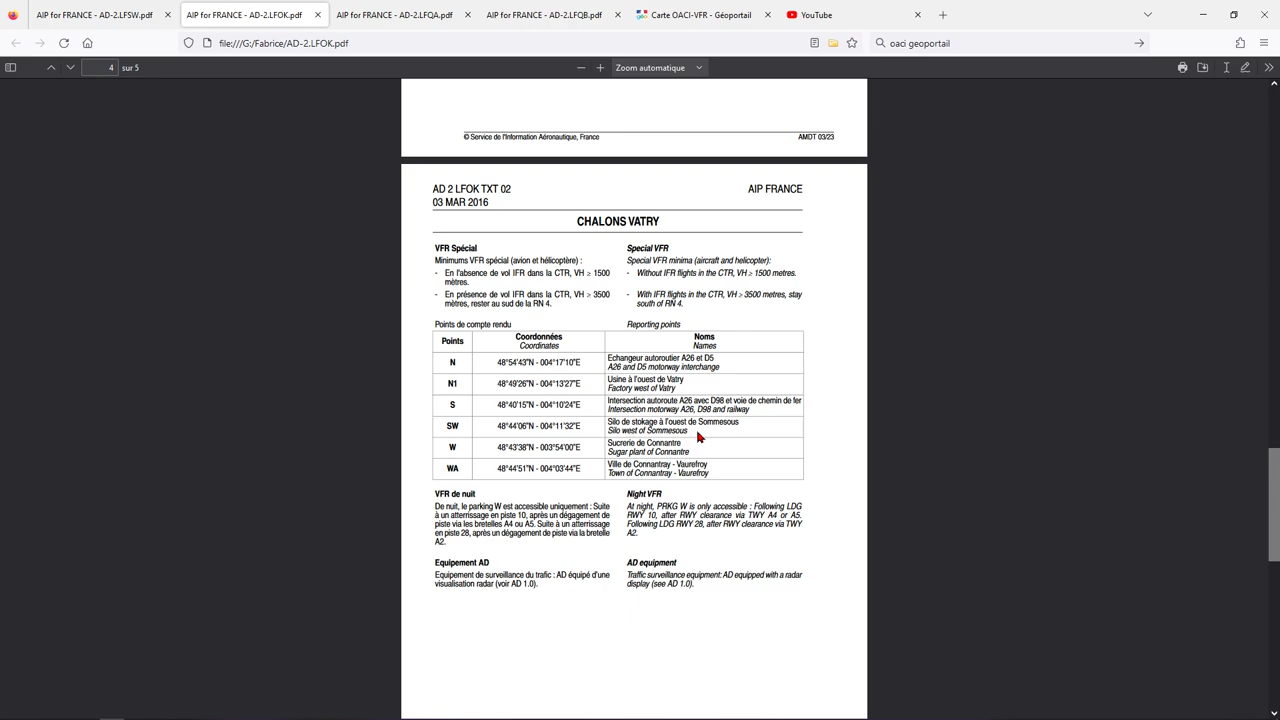 AIP for FRANCE - AD-2.LFSW.pdf
AIP for FRANCE - AD-2.LFOK.pdf
AIP for FRANCE - AD-2.LFQA.pdf
AIP for FRANCE - AD-2.LFQB.pdf
Carte OACI-VFR - Géoportail
YouTube
file:///G:/Fabrice/AD-2.LFOK.pdf
oaci geoportail
4 sur 5
Zoom automatique
© Service de l'Information Aéronautique, France
AMDT 03/23
AD 2 LFOK TXT 02
AIP FRANCE
03 MAR 2016
CHALONS VATRY
VFR Spécial
Minimums VFR spécial (avion et hélicoptère) :
- En l'absence de vol IFR dans la CTR, VH ≥ 1500
mètres.
- En présence de vol IFR dans la CTR, VH ≥ 3500
mètres, rester au sud de la RN 4.
Special VFR
Special VFR minima (aircraft and helicopter):
- Without IFR flights in the CTR, VH ≥ 1500 metres.
- With IFR flights in the CTR, VH ≥ 3500 metres, stay
south of RN 4.
Points de compte rendu
Reporting points
Points
Coordonnées
Coordinates
Noms
Names
N
48°54'43"N - 004°17'10"E
Echangeur autoroutier A26 et D5
A26 and D5 motorway interchange
N1
48°49'26"N - 004°13'27"E
Usine à l'ouest de Vatry
Factory west of Vatry
S
48°40'15"N - 004°10'24"E
Intersection autoroute A26 avec D98 et voie de chemin de fer
Intersection motorway A26, D98 and railway
SW
48°44'06"N - 004°11'32"E
Silo de stokage à l'ouest de Sommesous
Silo west of Sommesous
W
48°43'38"N - 003°54'00"E
Sucrerie de Connantre
Sugar plant of Connantre
WA
48°44'51"N - 004°03'44"E
Ville de Connantray - Vaurefroy
Town of Connantray - Vaurefroy
VFR de nuit
De nuit, le parking W est accessible uniquement : Suite
à un atterrissage en piste 10, après un dégagement de
piste via les bretelles A4 ou A5. Suite à un atterrissage
en piste 28, après un dégagement de piste via la bretelle
A2.
Night VFR
At night, PRKG W is only accessible : Following LDG
RWY 10, after RWY clearance via TWY A4 or A5.
Following LDG RWY 28, after RWY clearance via TWY
A2.
Equipement AD
Equipement de surveillance du trafic : AD équipé d'une
visualisation radar (voir AD 1.0).
AD equipment
Traffic surveillance equipment: AD equipped with a radar
display (see AD 1.0).